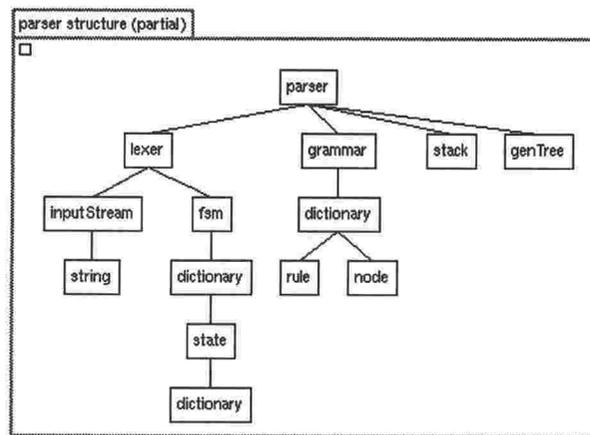 parser structure (partial)
parser
lexer grammar stack genTree
inputStream fsm dictionary
string dictionary rule node
state
dictionary